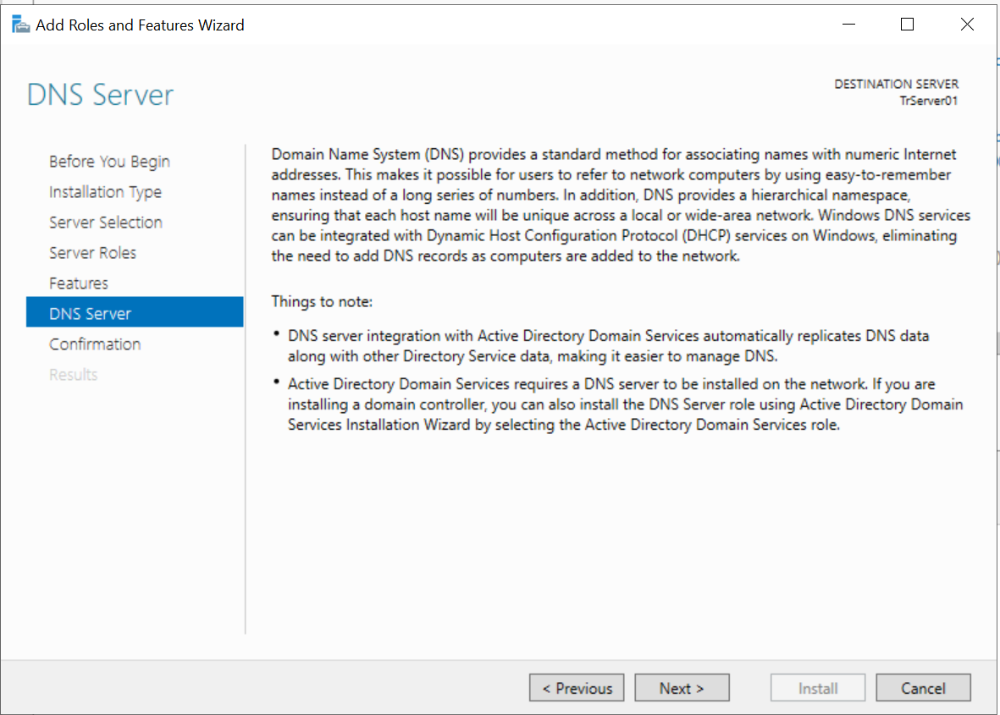 Add Roles and Features Wizard
DNS Server
DESTINATION SERVER
TrServer01
Before You Begin
Installation Type
Server Selection
Server Roles
Features
DNS Server
Confirmation
Results
Domain Name System (DNS) provides a standard method for associating names with numeric Internet
addresses. This makes it possible for users to refer to network computers by using easy-to-remember
names instead of a long series of numbers. In addition, DNS provides a hierarchical namespace,
ensuring that each host name will be unique across a local or wide-area network. Windows DNS services
can be integrated with Dynamic Host Configuration Protocol (DHCP) services on Windows, eliminating
the need to add DNS records as computers are added to the network.
Things to note:
• DNS server integration with Active Directory Domain Services automatically replicates DNS data
along with other Directory Service data, making it easier to manage DNS.
• Active Directory Domain Services requires a DNS server to be installed on the network. If you are
installing a domain controller, you can also install the DNS Server role using Active Directory Domain
Services Installation Wizard by selecting the Active Directory Domain Services role.
< Previous
Next >
Install
Cancel